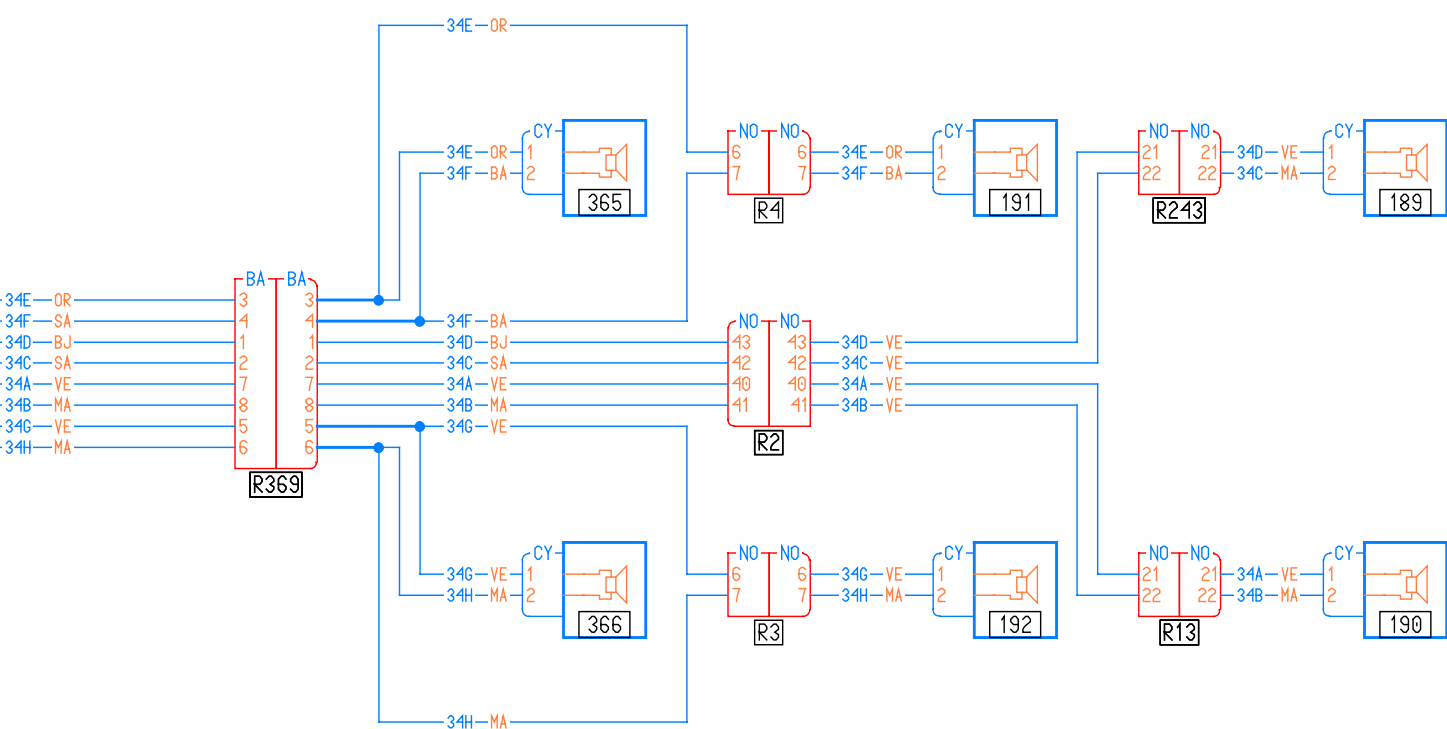 34E OR
CY NO NO CY NO NO CY
34E OR 1 6 6 34E OR 1 21 21 34D VE 1
34F BA 2 7 7 34F BA 2 22 22 34C MA 2
365 R4 191 R243 189
BA BA
34E OR 3 3
34F SA 4 4 34F BA NO NO
34D BJ 1 1 34D BJ 43 43 34D VE
34C SA 2 2 34C SA 42 42 34C VE
34A VE 7 7 34A VE 40 40 34A VE
34B MA 8 8 34B MA 41 41 34B VE
34G VE 5 5 34G VE
34H MA 6 6 R2
R369
CY NO NO CY NO NO CY
34G VE 1 6 6 34G VE 1 21 21 34A VE 1
34H MA 2 7 7 34H MA 2 22 22 34B MA 2
366 R3 192 R13 190
34H MA